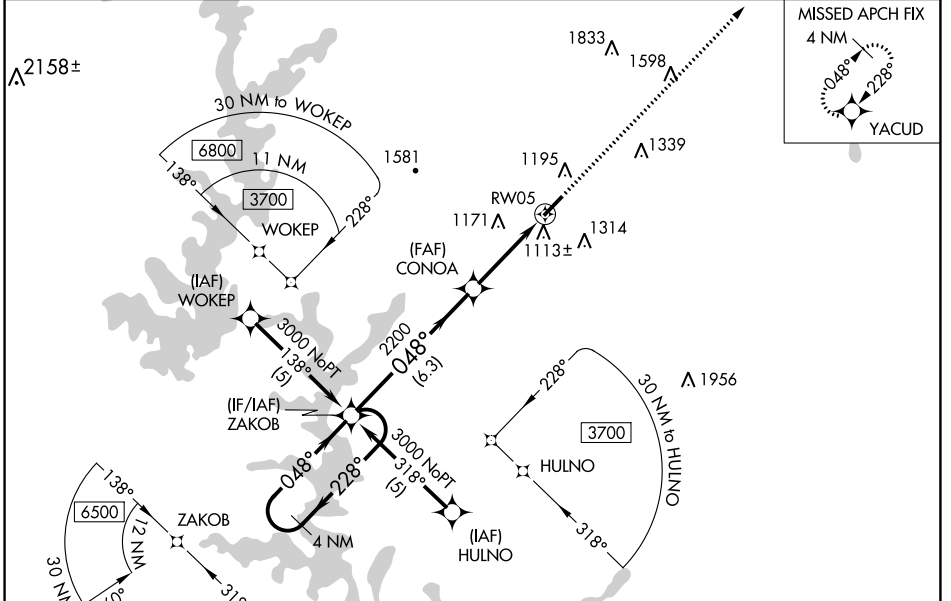 MISSED APCH FIX
4 NM
048°
228°
YACUD
2158±
1833
1598
30 NM to WOKEP
6800
11 NM
138°
3700
228°
WOKEP
1581
1339
1195
RW05
1171
1314
1113±
(FAF)
CONOA
(IAF)
WOKEP
3000 NoPT
138°
(5)
2200
048°
(6.3)
(IF/IAF)
ZAKOB
3000 NoPT
318°
(5)
048°
228°
4 NM
(IAF)
HULNO
228°
30 NM to HULNO
1956
3700
HULNO
318°
138°
6500
12 NM
ZAKOB
30 NM